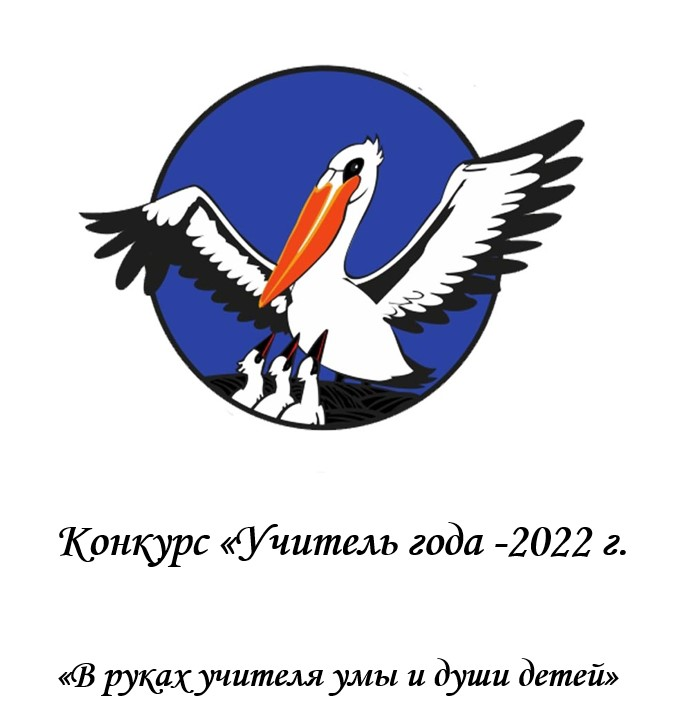 Конкурс «Учитель года -2022 г.
«В руках учителя умы и души детей»